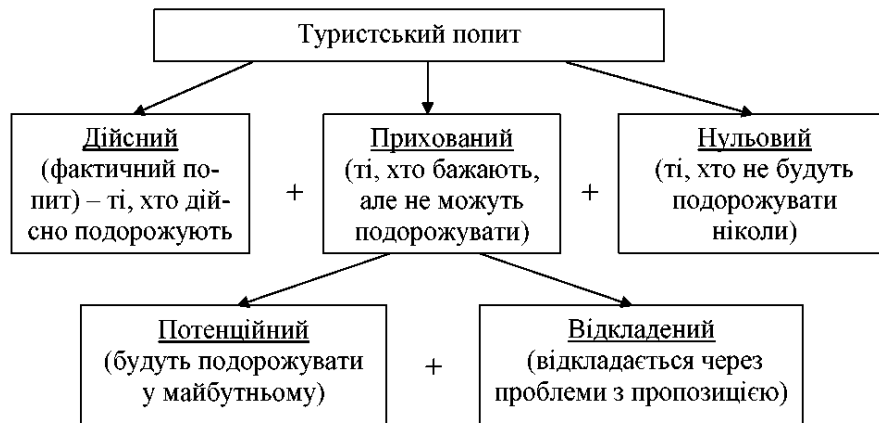 Туристський попит
Дійсний
(фактичний по-
пит) – ті, хто дій-
сно подорожують
+
Прихований
(ті, хто бажають,
але не можуть
подорожувати)
+
Нульовий
(ті, хто не будуть
подорожувати
ніколи)
Потенційний
(будуть подорожувати
у майбутньому)
+
Відкладений
(відкладається через
проблеми з пропозицією)